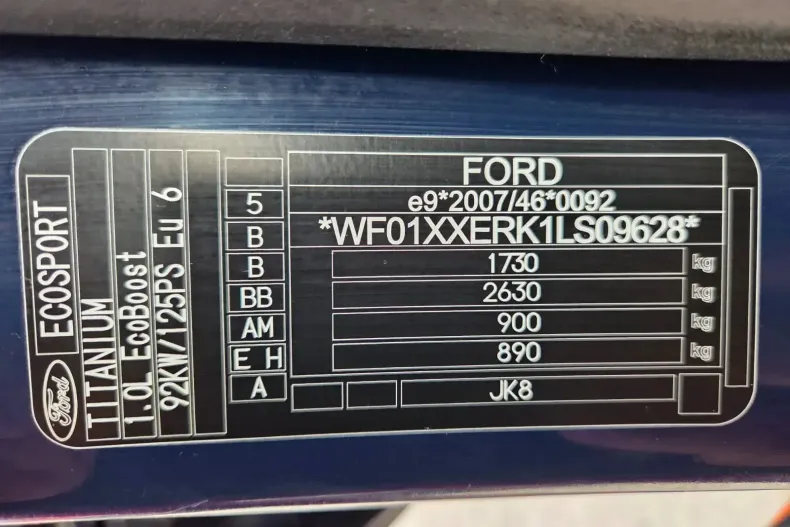 FORD
e9*2007/46*0092
*WF01XXERK1LS09628*
1730 kg
2630 kg
900 kg
890 kg
JK8
5
B
B
BB
AM
E H
A
ECOSPORT
Ford
TITANIUM
1.0L EcoBoost
92KW/125PS Eu 6